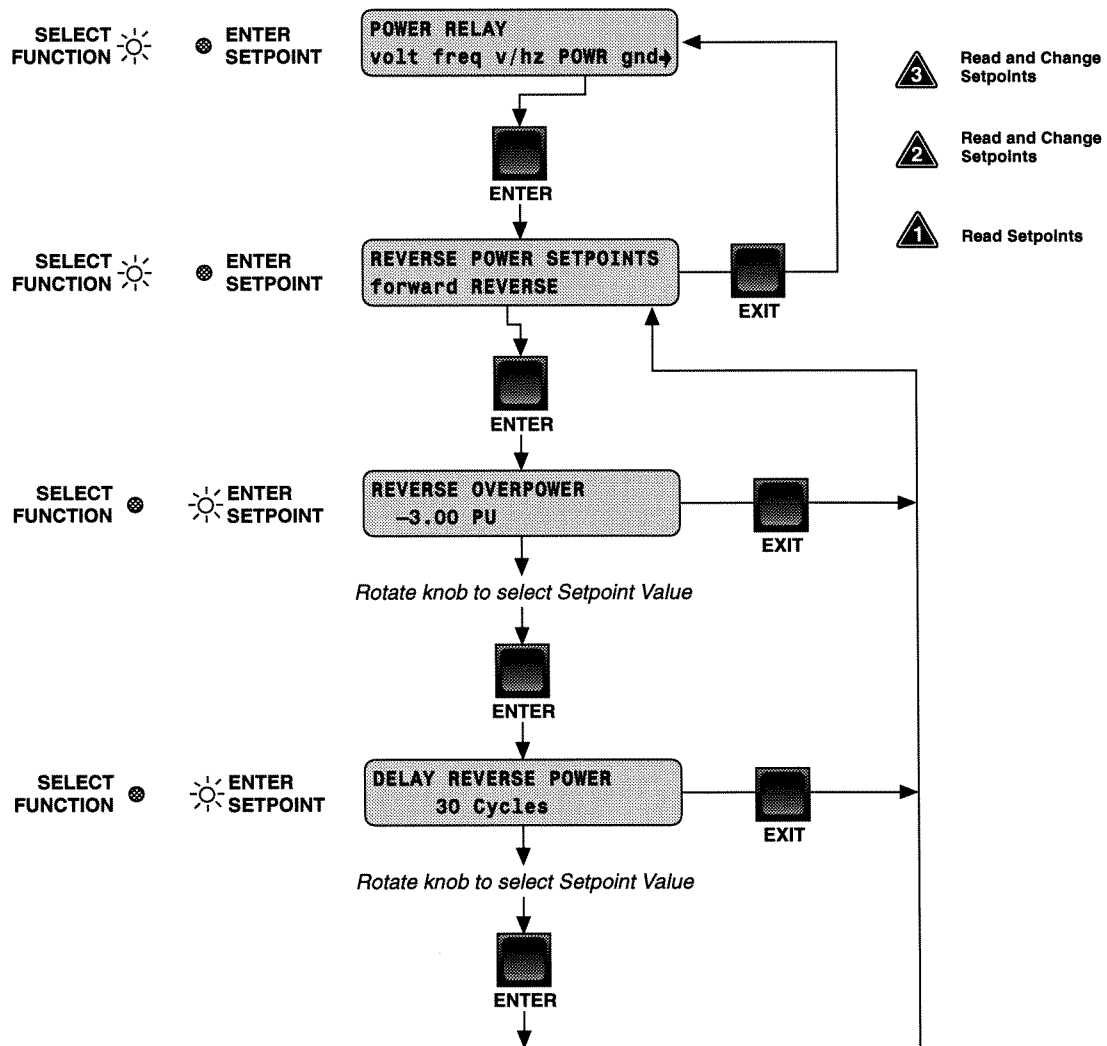 SELECT
FUNCTION
ENTER
SETPOINT
POWER RELAY
volt freq v/hz POWR gnd→
3
Read and Change
Setpoints
2
Read and Change
Setpoints
1
Read Setpoints
ENTER
SELECT
FUNCTION
ENTER
SETPOINT
REVERSE POWER SETPOINTS
forward REVERSE
EXIT
ENTER
SELECT
FUNCTION
ENTER
SETPOINT
REVERSE OVERPOWER
–3.00 PU
EXIT
Rotate knob to select Setpoint Value
ENTER
SELECT
FUNCTION
ENTER
SETPOINT
DELAY REVERSE POWER
30 Cycles
EXIT
Rotate knob to select Setpoint Value
ENTER